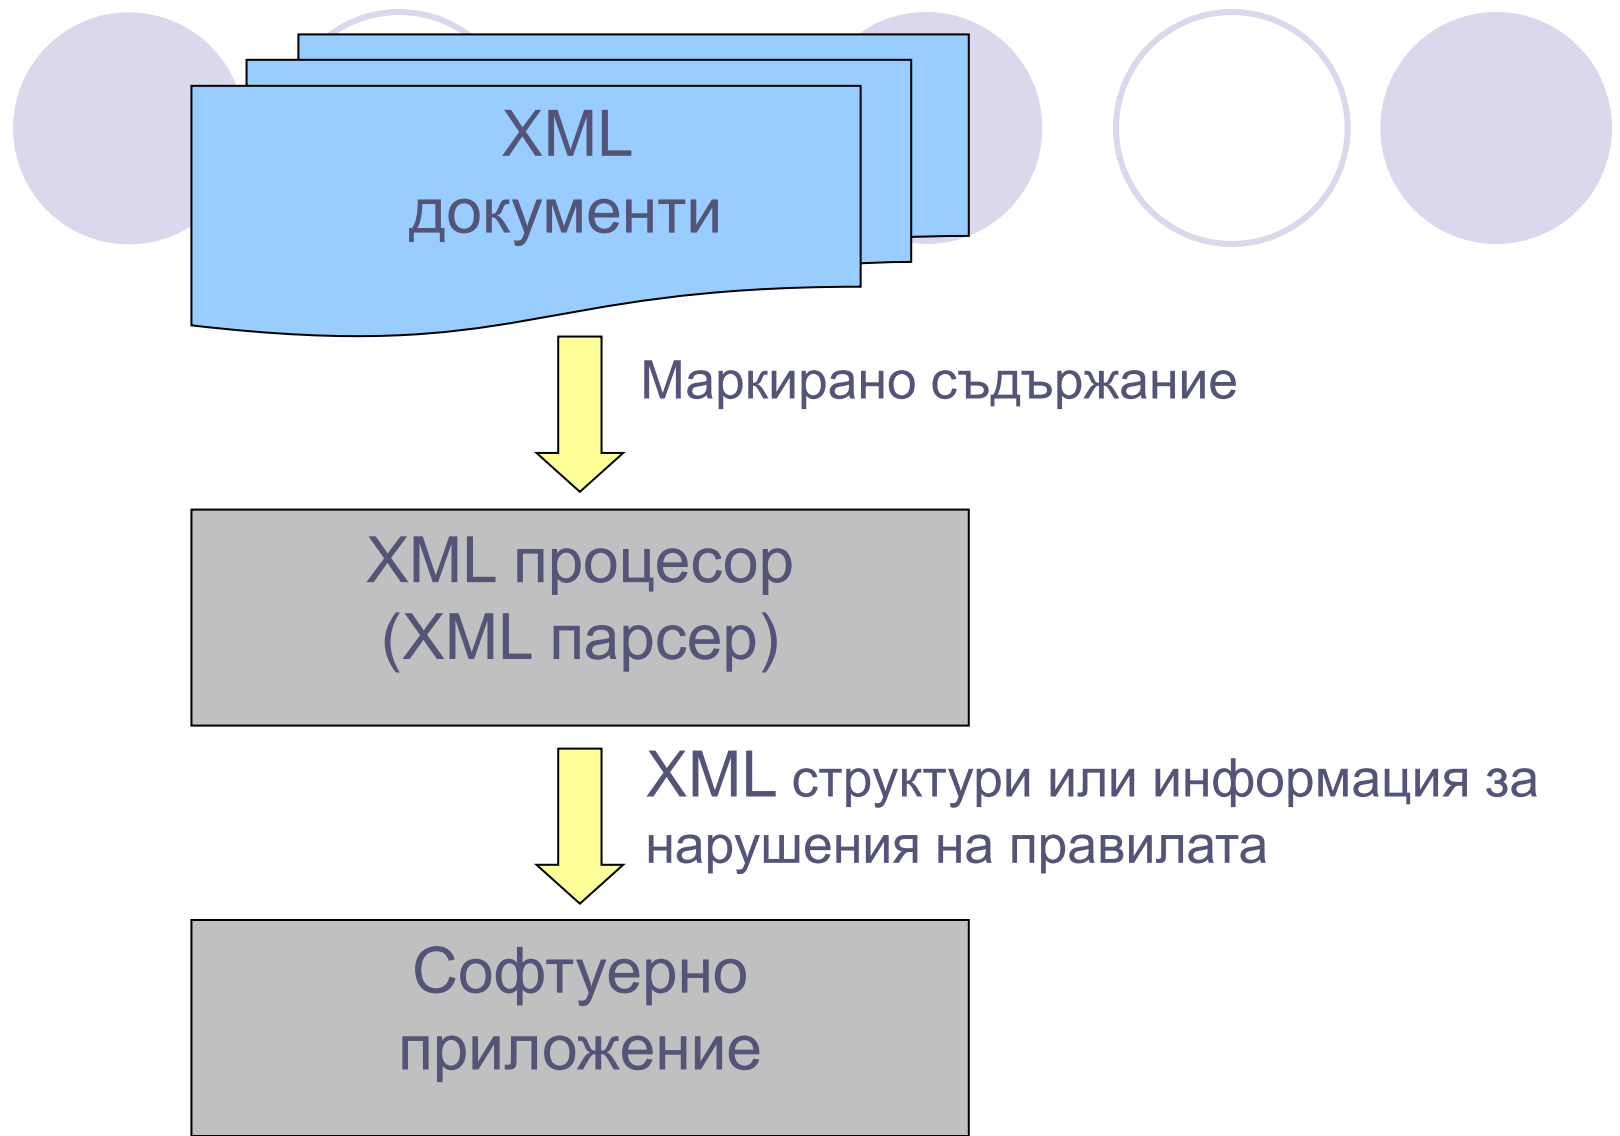 XML
документи
Маркирано съдържание
XML процесор
(XML парсер)
XML структури или информация за
нарушения на правилата
Софтуерно
приложение